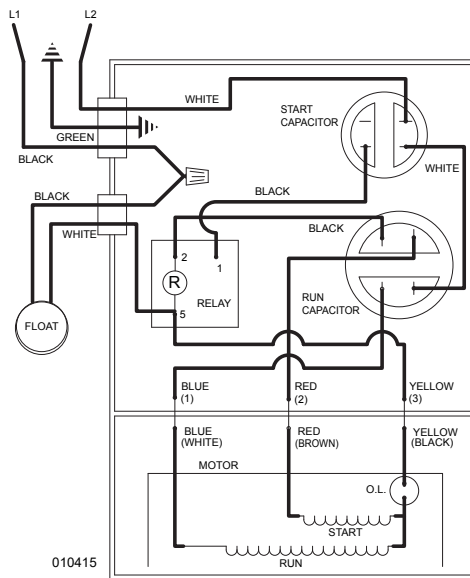 L1
L2
WHITE
START
CAPACITOR
GREEN
BLACK
WHITE
BLACK
BLACK
WHITE
BLACK
2
1
R
RELAY
5
RUN
CAPACITOR
FLOAT
BLUE
(1)
RED
(2)
YELLOW
(3)
BLUE
(WHITE)
RED
(BROWN)
YELLOW
(BLACK)
MOTOR
O.L.
START
RUN
010415